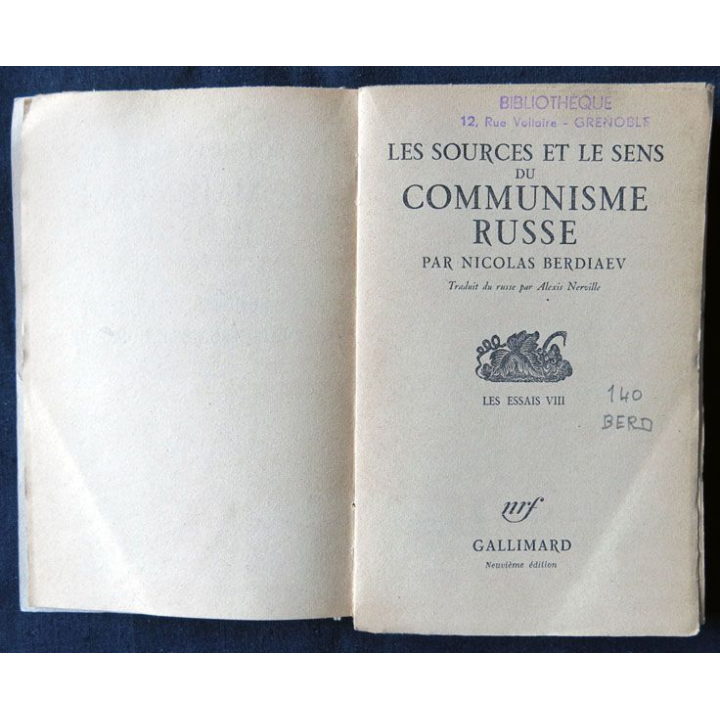 BIBLIOTHÈQUE
12, Rue Voltaire - GRENOBLE
LES SOURCES ET LE SENS
DU
COMMUNISME
RUSSE
PAR NICOLAS BERDIAEV
Traduit du russe par Alexis Nerville
LES ESSAIS VIII
140
BERD
nrf
GALLIMARD
Neuvième édition